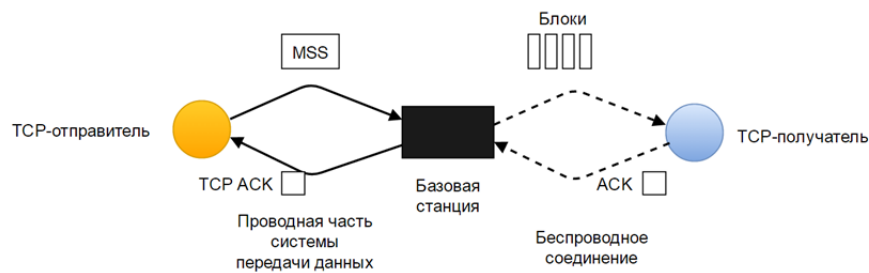 Блоки
MSS
TCP-отправитель
TCP-получатель
TCP ACK
Базовая
станция
ACK
Проводная часть
системы
передачи данных
Беспроводное
соединение